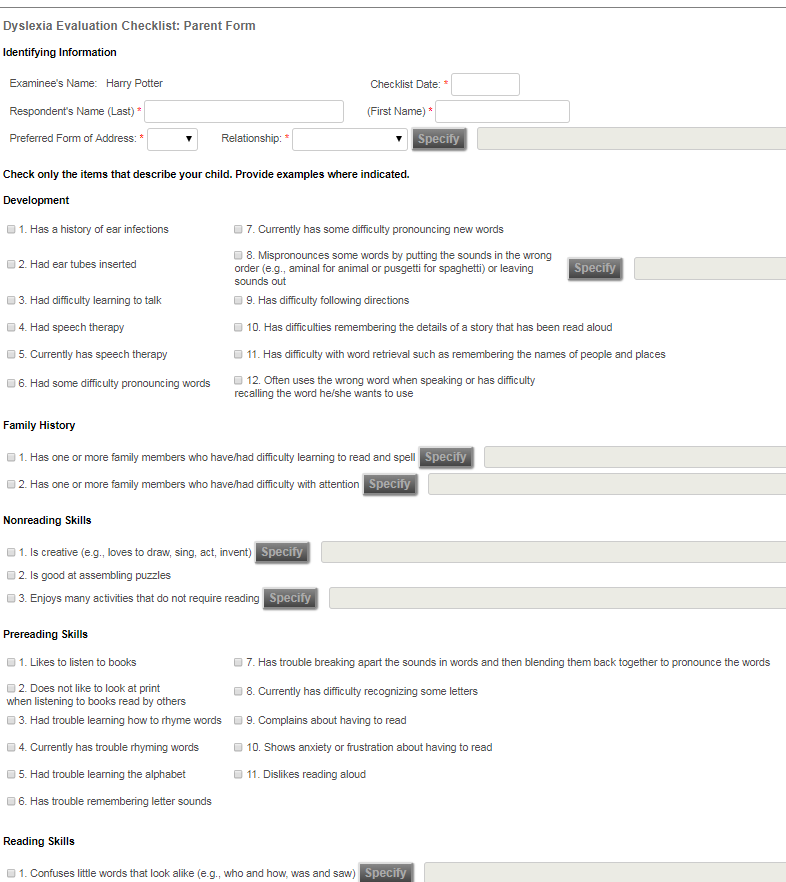 Dyslexia Evaluation Checklist: Parent Form
Identifying Information
Examinee's Name: Harry Potter Checklist Date: *
Respondent's Name (Last) * (First Name) *
Preferred Form of Address: * Relationship: * Specify
Check only the items that describe your child. Provide examples where indicated.
Development
1. Has a history of ear infections 7. Currently has some difficulty pronouncing new words
2. Had ear tubes inserted 8. Mispronounces some words by putting the sounds in the wrong
order (e.g., aminal for animal or pusgetti for spaghetti) or leaving
sounds out Specify
3. Had difficulty learning to talk 9. Has difficulty following directions
4. Had speech therapy 10. Has difficulties remembering the details of a story that has been read aloud
5. Currently has speech therapy 11. Has difficulty with word retrieval such as remembering the names of people and places
6. Had some difficulty pronouncing words 12. Often uses the wrong word when speaking or has difficulty
recalling the word he/she wants to use
Family History
1. Has one or more family members who have/had difficulty learning to read and spell Specify
2. Has one or more family members who have/had difficulty with attention Specify
Nonreading Skills
1. Is creative (e.g., loves to draw, sing, act, invent) Specify
2. Is good at assembling puzzles
3. Enjoys many activities that do not require reading Specify
Prereading Skills
1. Likes to listen to books 7. Has trouble breaking apart the sounds in words and then blending them back together to pronounce the words
2. Does not like to look at print
when listening to books read by others 8. Currently has difficulty recognizing some letters
3. Had trouble learning how to rhyme words 9. Complains about having to read
4. Currently has trouble rhyming words 10. Shows anxiety or frustration about having to read
5. Had trouble learning the alphabet 11. Dislikes reading aloud
6. Has trouble remembering letter sounds
Reading Skills
1. Confuses little words that look alike (e.g., who and how, was and saw) Specify